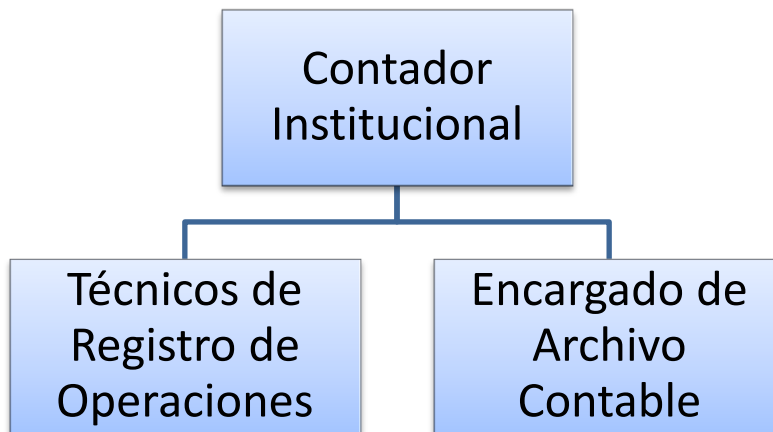 Contador
Institucional
Técnicos de
Registro de
Operaciones
Encargado de
Archivo
Contable